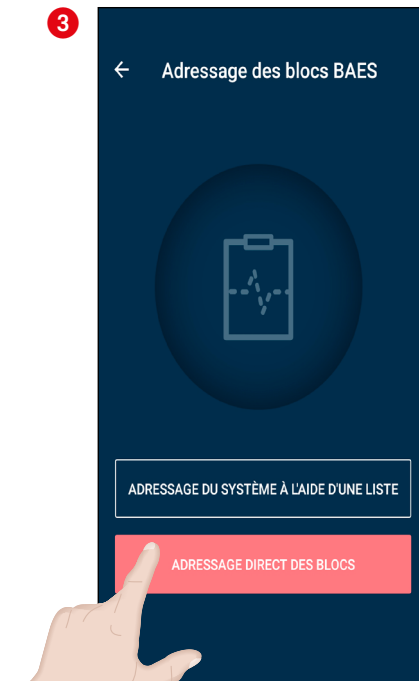 3
Adressage des blocs BAES
ADRESSAGE DU SYSTÈME À L'AIDE D'UNE LISTE
ADRESSAGE DIRECT DES BLOCS